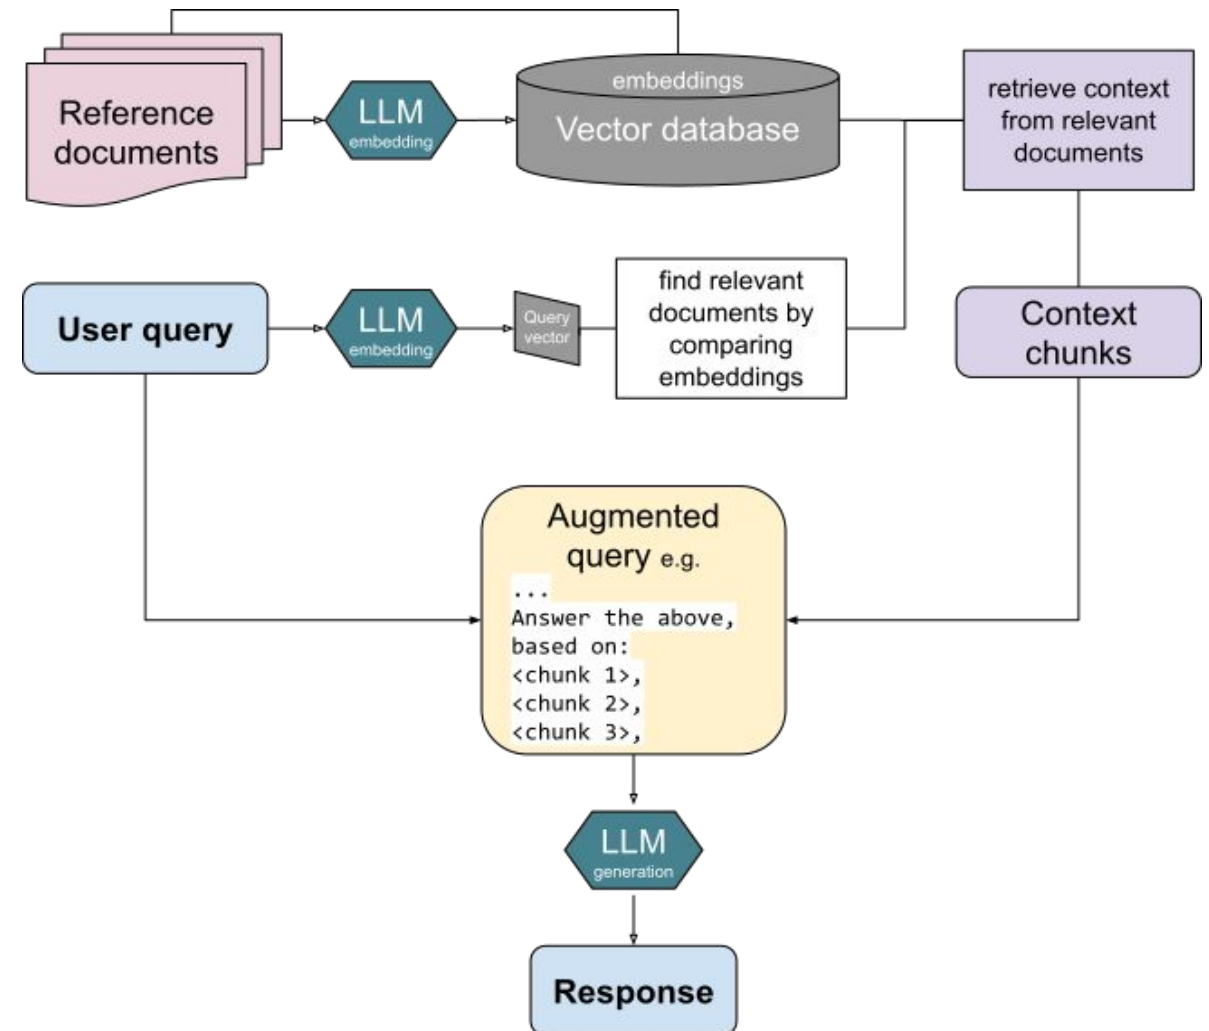 Reference
documents
LLM
embedding
embeddings
Vector database
retrieve context
from relevant
documents
User query
LLM
embedding
Query
vector
find relevant
documents by
comparing
embeddings
Context
chunks
Augmented
query e.g.
...
Answer the above,
based on:
<chunk 1>,
<chunk 2>,
<chunk 3>,
LLM
generation
Response